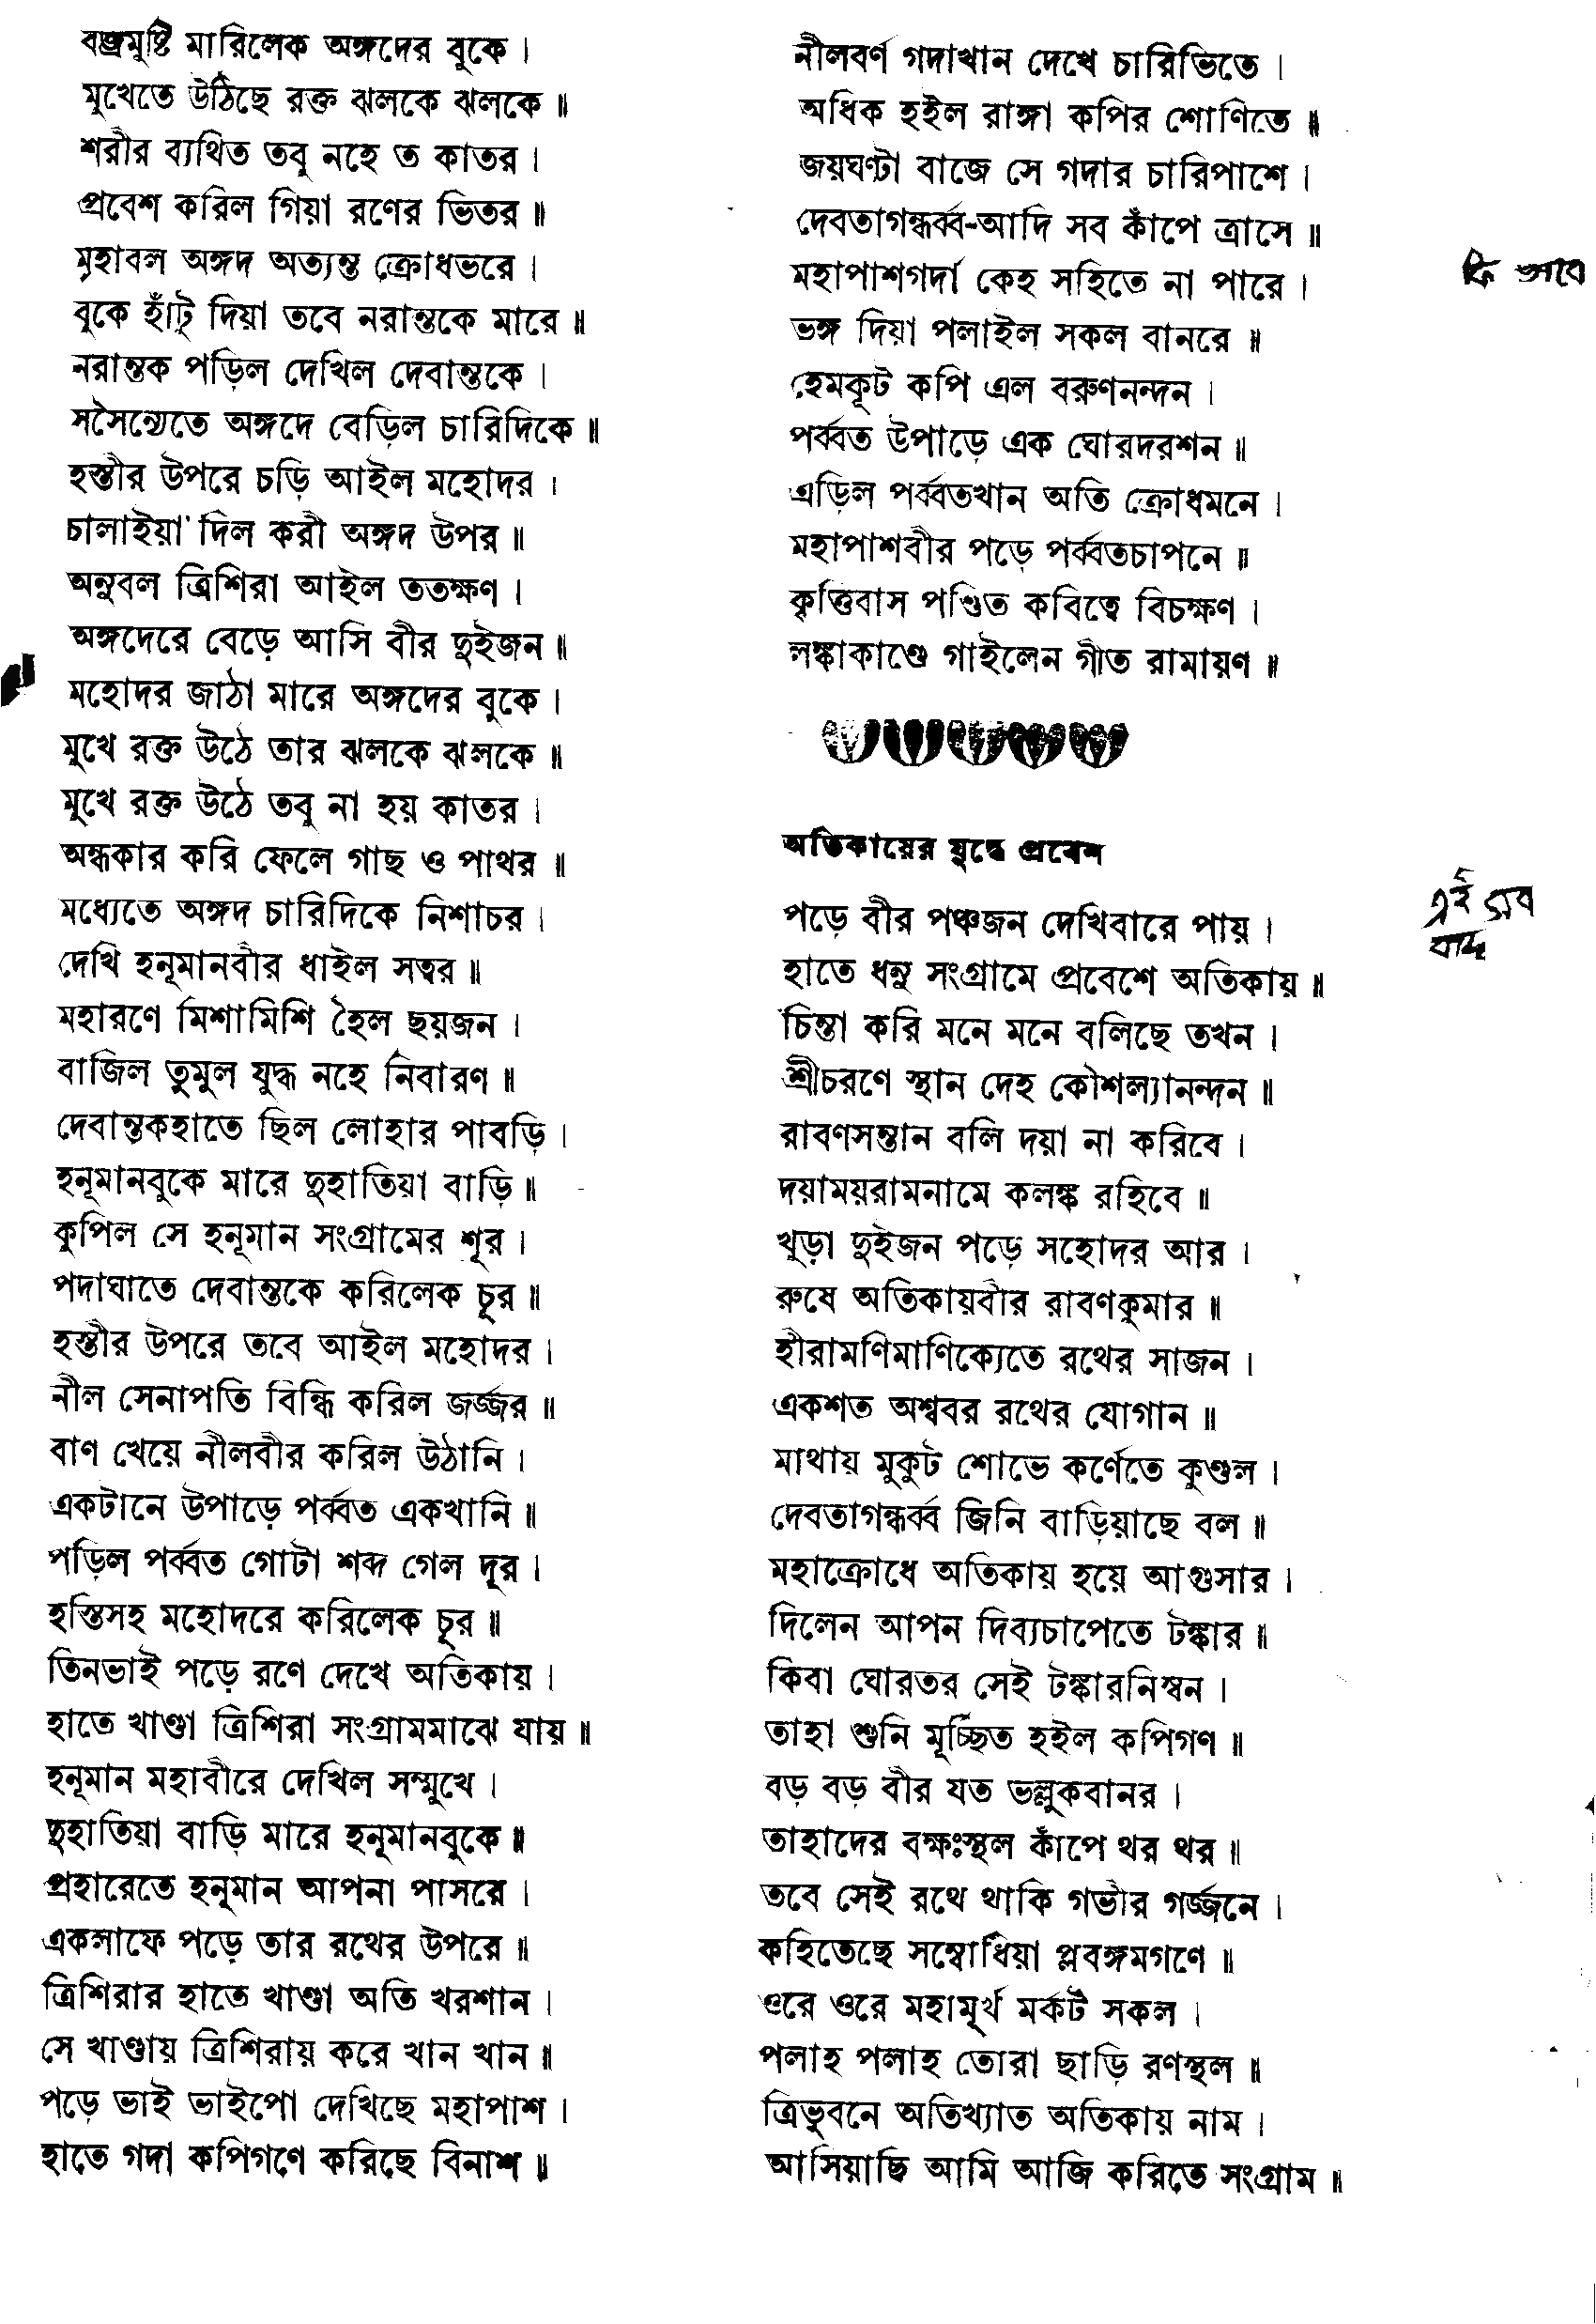 বজ্রমুষ্টি মারিলেক অঙ্গদের বুকে ।
মুখেতে উঠিছে রক্ত ঝলকে ঝলকে ॥
শরীর ব্যথিত তবু নহে ত কাতর ।
প্রবেশ করিল গিয়া রণের ভিতর ॥
মহাবল অঙ্গদ অত্যন্ত ক্রোধভরে ।
বুকে হাঁটু দিয়া তবে নরান্তকে মারে ॥
নরান্তক পড়িল দেখিল দেবান্তকে ।
সসৈন্যেতে অঙ্গদে বেড়িল চারিদিকে ॥
হস্তীর উপরে চড়ি আইল মহোদর ।
চালাইয়া দিল করী অঙ্গদ উপর ॥
অনুবল ত্রিশিরা আইল ততক্ষণ ।
অঙ্গদেরে বেড়ে আসি বীর দুইজন ॥
মহোদর জাঠা মারে অঙ্গদের বুকে ।
মুখে রক্ত উঠে তার ঝলকে ঝলকে ॥
মুখে রক্ত উঠে তবু না হয় কাতর ।
অন্ধকার করি ফেলে গাছ ও পাথর ॥
মধ্যেতে অঙ্গদ চারিদিকে নিশাচর ।
দেখি হনূমানবীর ধাইল সত্বর ॥
মহারণে মিশামিশি হৈল ছয়জন ।
বাজিল তুমুল যুদ্ধ নহে নিবারণ ॥
দেবান্তকহাতে ছিল লোহার পাবড়ি ।
হনূমানবুকে মারে দুহাতিয়া বাড়ি ॥
কুপিল সে হনূমান সংগ্রামের শূর ।
পদাঘাতে দেবান্তকে করিলেক চূর ॥
হস্তীর উপরে তবে আইল মহোদর ।
নীল সেনাপতি বিন্ধি করিল জর্জ্জর ॥
বাণ খেয়ে নীলবীর করিল উঠানি ।
একটানে উপাড়ে পর্ব্বত একখানি ॥
পড়িল পর্ব্বত গোটা শব্দ গেল দূর ।
হস্তিসহ মহোদরে করিলেক চূর ॥
তিনভাই পড়ে রণে দেখে অতিকায় ।
হাতে খাণ্ডা ত্রিশিরা সংগ্রামমাঝে যায় ॥
হনূমান মহাবীরে দেখিল সম্মুখে ।
দুহাতিয়া বাড়ি মারে হনূমানবুকে ॥
প্রহারেতে হনূমান আপনা পাসরে ।
একলাফে পড়ে তার রথের উপরে ॥
ত্রিশিরার হাতে খাণ্ডা অতি খরশান ।
সে খাণ্ডায় ত্রিশিরায় করে খান খান ॥
পড়ে ভাই ভাইপো দেখিছে মহাপাশ ।
হাতে গদা কপিগণে করিছে বিনাশ ॥
নীলবর্ণ গদাখান দেখে চারিভিতে ।
অধিক হইল রাঙ্গা কপির শোণিতে ॥
জয়ঘণ্টা বাজে সে গদার চারিপাশে ।
দেবতাগন্ধর্ব্ব-আদি সব কাঁপে ত্রাসে ॥
মহাপাশগদা কেহ সহিতে না পারে ।
ভঙ্গ দিয়া পলাইল সকল বানরে ॥
হেমকূট কপি এল বরুণনন্দন ।
পর্ব্বত উপাড়ে এক ঘোরদরশন ॥
এড়িল পর্ব্বতখান অতি ক্রোধমনে ।
মহাপাশবীর পড়ে পর্ব্বতচাপনে ॥
কৃত্তিবাস পণ্ডিত কবিত্বে বিচক্ষণ ।
লঙ্কাকাণ্ডে গাইলেন গীত রামায়ণ ॥
অতিকায়ের যুদ্ধে প্রবেশ
পড়ে বীর পঞ্চজন দেখিবারে পায় ।
হাতে ধনু সংগ্রামে প্রবেশে অতিকায় ॥
চিন্তা করি মনে মনে বলিছে তখন ।
শ্রীচরণে স্থান দেহ কৌশল্যানন্দন ॥
রাবণসন্তান বলি দয়া না করিবে ।
দয়াময়রামনামে কলঙ্ক রহিবে ॥
খুড়া দুইজন পড়ে সহোদর আর ।
রুষে অতিকায়বীর রাবণকুমার ॥
হীরামণিমাণিক্যেতে রথের সাজন ।
একশত অশ্ববর রথের যোগান ॥
মাথায় মুকুট শোভে কর্ণেতে কুণ্ডল ।
দেবতাগন্ধর্ব্ব জিনি বাড়িয়াছে বল ॥
মহাক্রোধে অতিকায় হয়ে আগুসার ।
দিলেন আপন দিব্যচাপেতে টঙ্কার ॥
কিবা ঘোরতর সেই টঙ্কারনিস্বন ।
তাহা শুনি মূর্চ্ছিত হইল কপিগণ ॥
বড় বড় বীর যত ভল্লুকবানর ।
তাহাদের বক্ষঃস্থল কাঁপে থর থর ॥
তবে সেই রথে থাকি গভীর গর্জ্জনে ।
কহিতেছে সম্বোধিয়া প্লবঙ্গমগণে ॥
ওরে ওরে মহামূর্খ মর্কট সকল ।
পলাহ পলাহ তোরা ছাড়ি রণস্থল ॥
ত্রিভুবনে অতিখ্যাত অতিকায় নাম ।
আসিয়াছি আমি আজি করিতে সংগ্রাম ॥